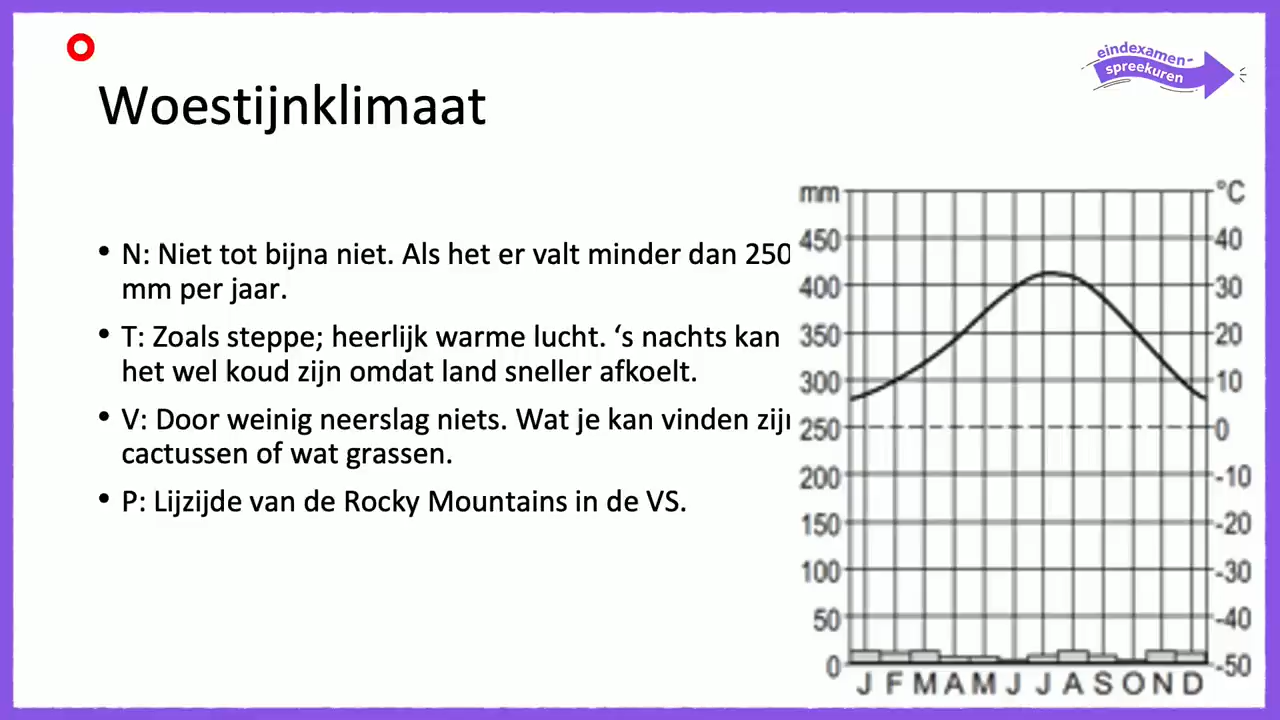 eindexamen-
spreekuren
Woestijnklimaat
• N: Niet tot bijna niet. Als het er valt minder dan 250
mm per jaar.
• T: Zoals steppe; heerlijk warme lucht. ‘s nachts kan
het wel koud zijn omdat land sneller afkoelt.
• V: Door weinig neerslag niets. Wat je kan vinden zijn
cactussen of wat grassen.
• P: Lijzijde van de Rocky Mountains in de VS.
mm °C
450 40
400 30
350 20
300 10
250 0
200 -10
150 -20
100 -30
50 -40
0 -50
J F M A M J J A S O N D